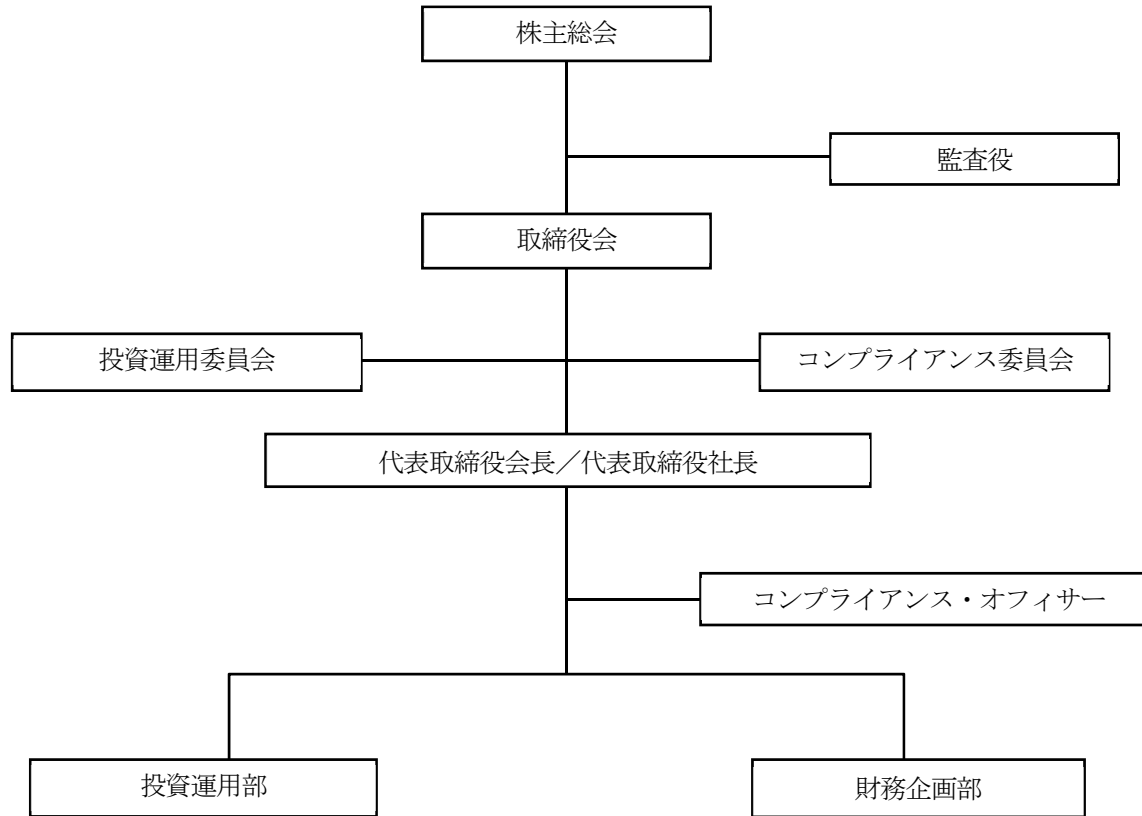 株主総会
監査役
取締役会
投資運用委員会
コンプライアンス委員会
代表取締役会長／代表取締役社長
コンプライアンス・オフィサー
投資運用部
財務企画部